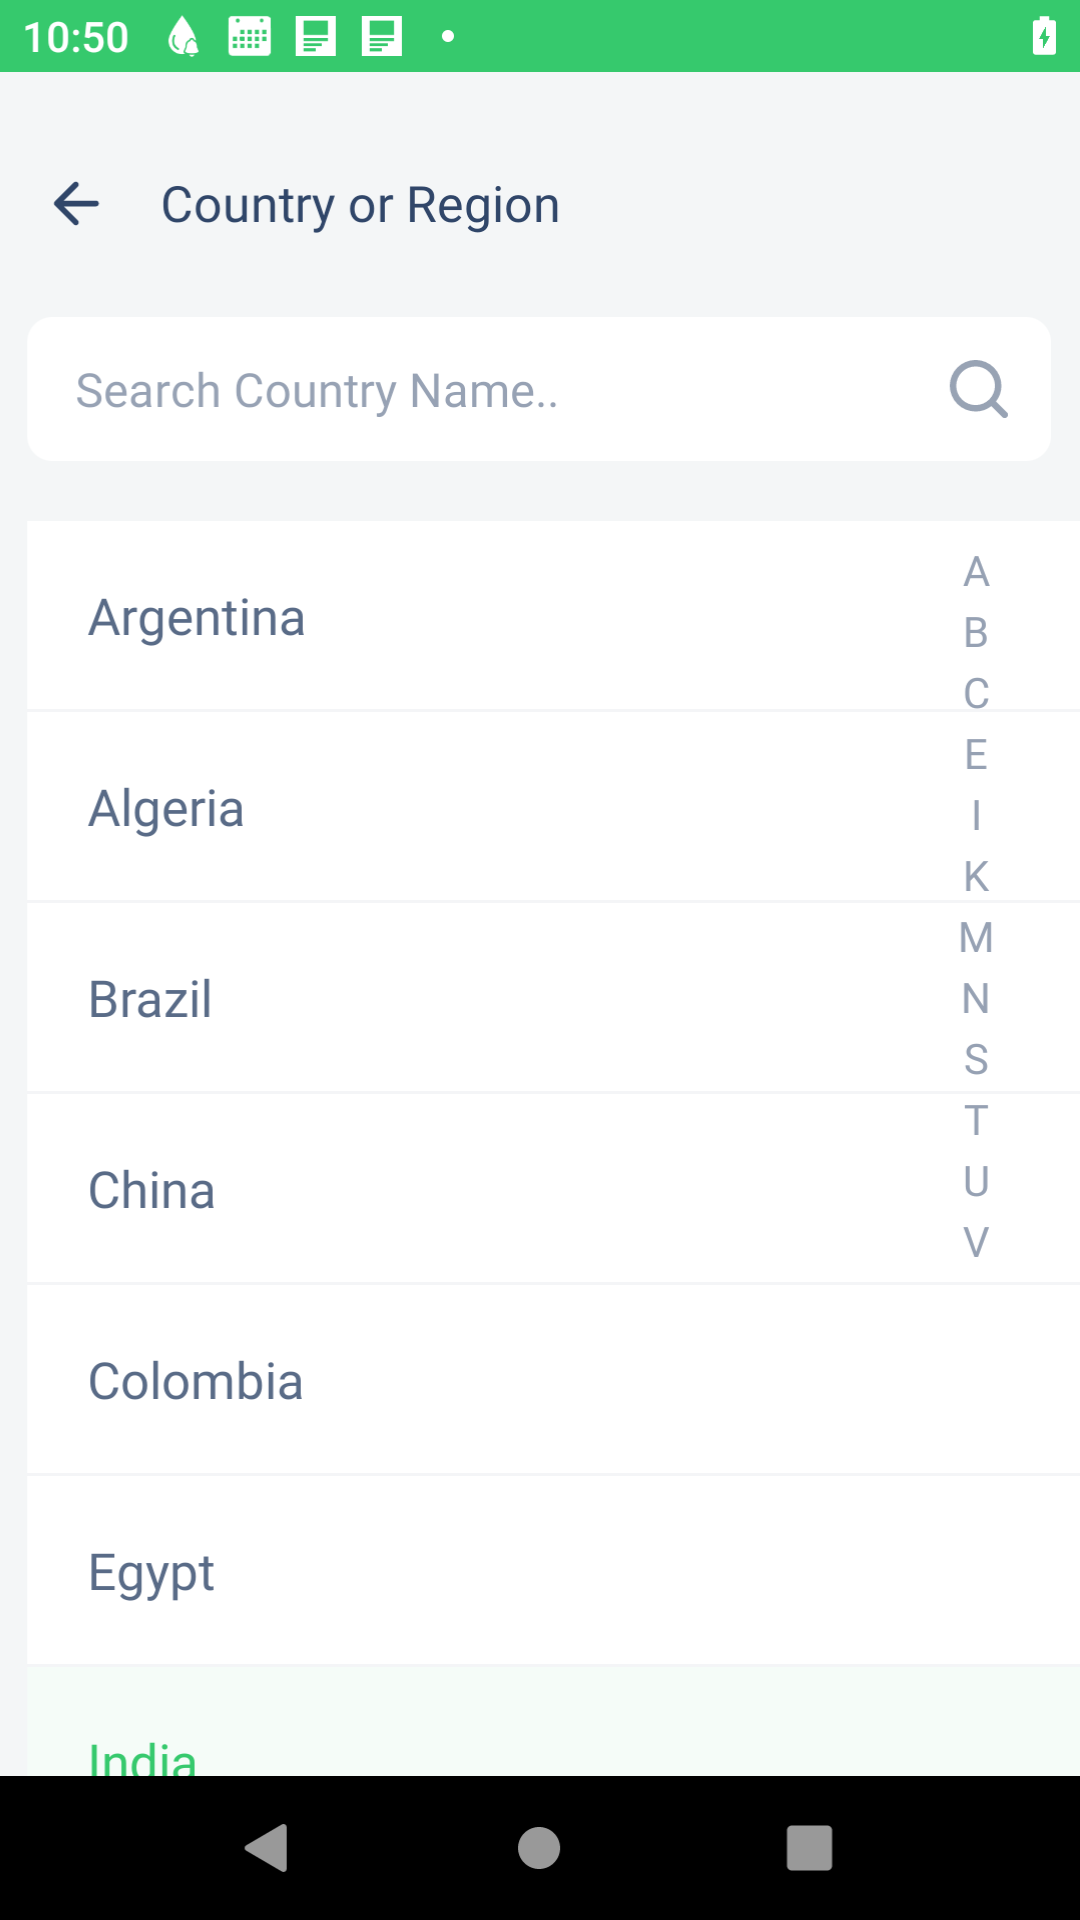 10:50
Country or Region
Search Country Name..
Argentina
Algeria
Brazil
China
Colombia
Egypt
India
A
B
C
E
I
K
M
N
S
T
U
V